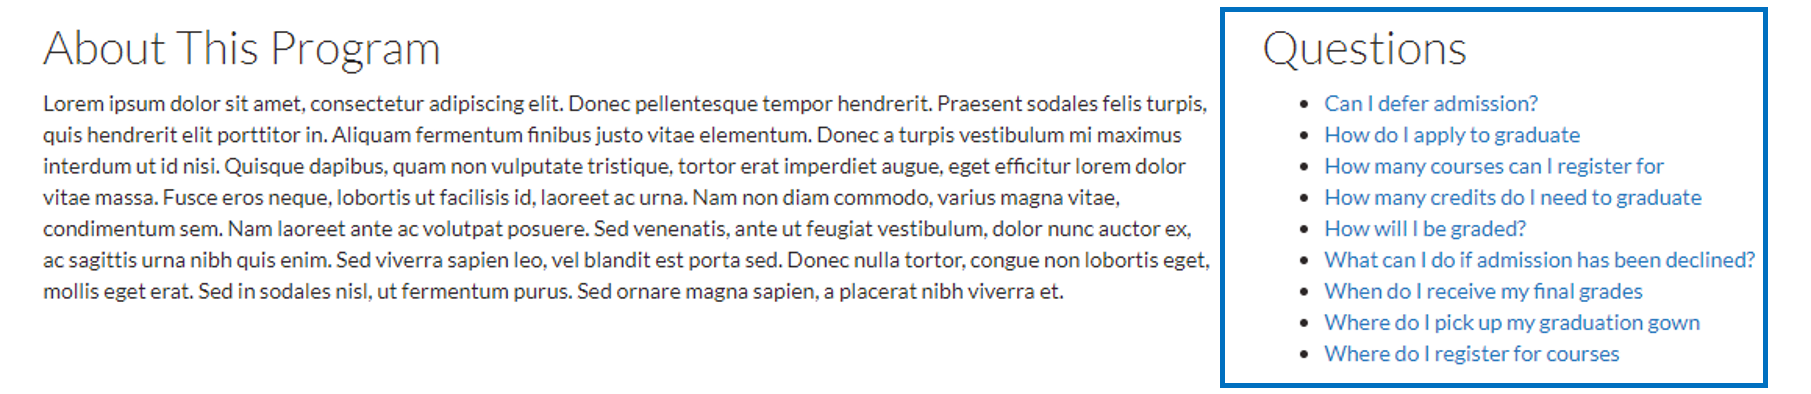 About This Program
Lorem ipsum dolor sit amet, consectetur adipiscing elit. Donec pellentesque tempor hendrerit. Praesent sodales felis turpis,
quis hendrerit elit porttitor in. Aliquam fermentum finibus justo vitae elementum. Donec a turpis vestibulum mi maximus
interdum ut id nisi. Quisque dapibus, quam non vulputate tristique, tortor erat imperdiet augue, eget efficitur lorem dolor
vitae massa. Fusce eros neque, lobortis ut facilisis id, laoreet ac urna. Nam non diam commodo, varius magna vitae,
condimentum sem. Nam laoreet ante ac volutpat posuere. Sed venenatis, ante ut feugiat vestibulum, dolor nunc auctor ex,
ac sagittis urna nibh quis enim. Sed viverra sapien leo, vel blandit est porta sed. Donec nulla tortor, congue non lobortis eget,
mollis eget erat. Sed in sodales nisl, ut fermentum purus. Sed ornare magna sapien, a placerat nibh viverra et.
Questions
• Can I defer admission?
• How do I apply to graduate
• How many courses can I register for
• How many credits do I need to graduate
• How will I be graded?
• What can I do if admission has been declined?
• When do I receive my final grades
• Where do I pick up my graduation gown
• Where do I register for courses